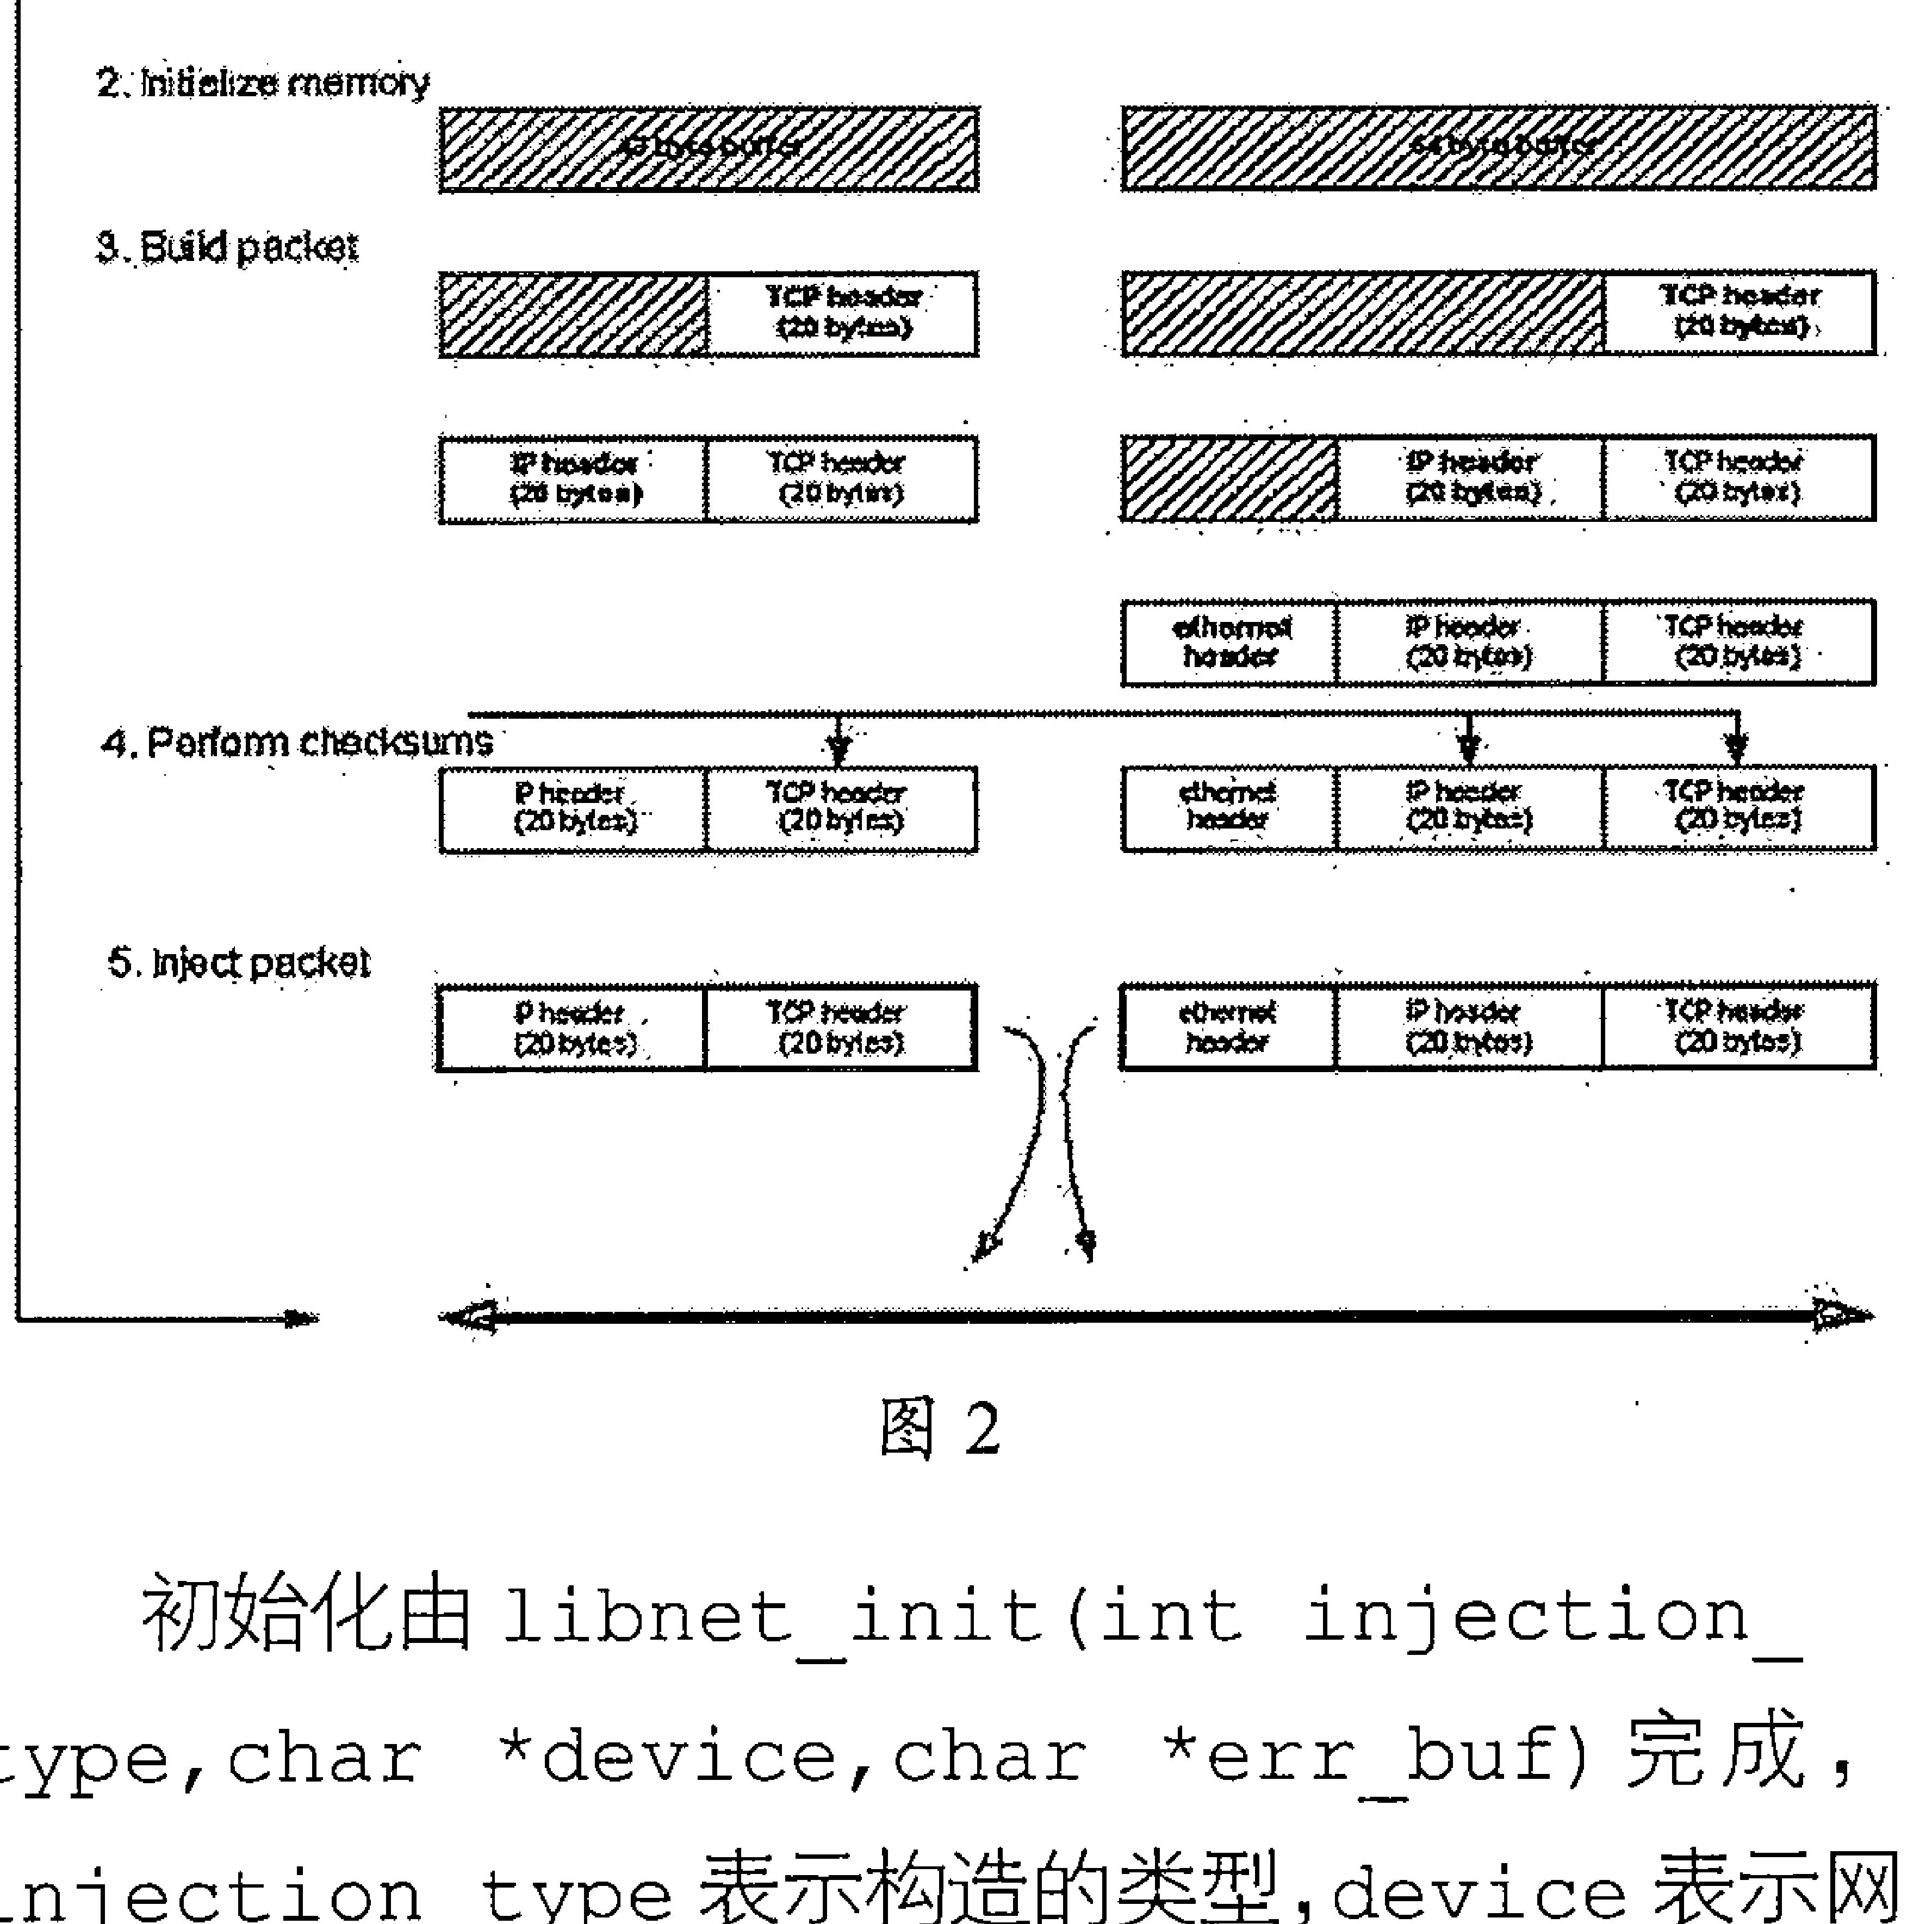 2. Initialize memory
byte buffer
64 byte buffer
3. Build packet
TCP header
(20 bytes)
TCP header
(20 bytes)
IP header
(20 bytes)
TCP header
(20 bytes)
IP header
(20 bytes)
TCP header
(20 bytes)
ethernet
header
IP header
(20 bytes)
TCP header
(20 bytes)
4. Perform checksums
IP header
(20 bytes)
TCP header
(20 bytes)
ethernet
header
IP header
(20 bytes)
TCP header
(20 bytes)
5. Inject packet
IP header
(20 bytes)
TCP header
(20 bytes)
ethernet
header
IP header
(20 bytes)
TCP header
(20 bytes)
图 2
初始化由 libnet_init(int injection_
type,char *device,char *err_buf)完成，
injection type 表示构造的类型,device 表示网